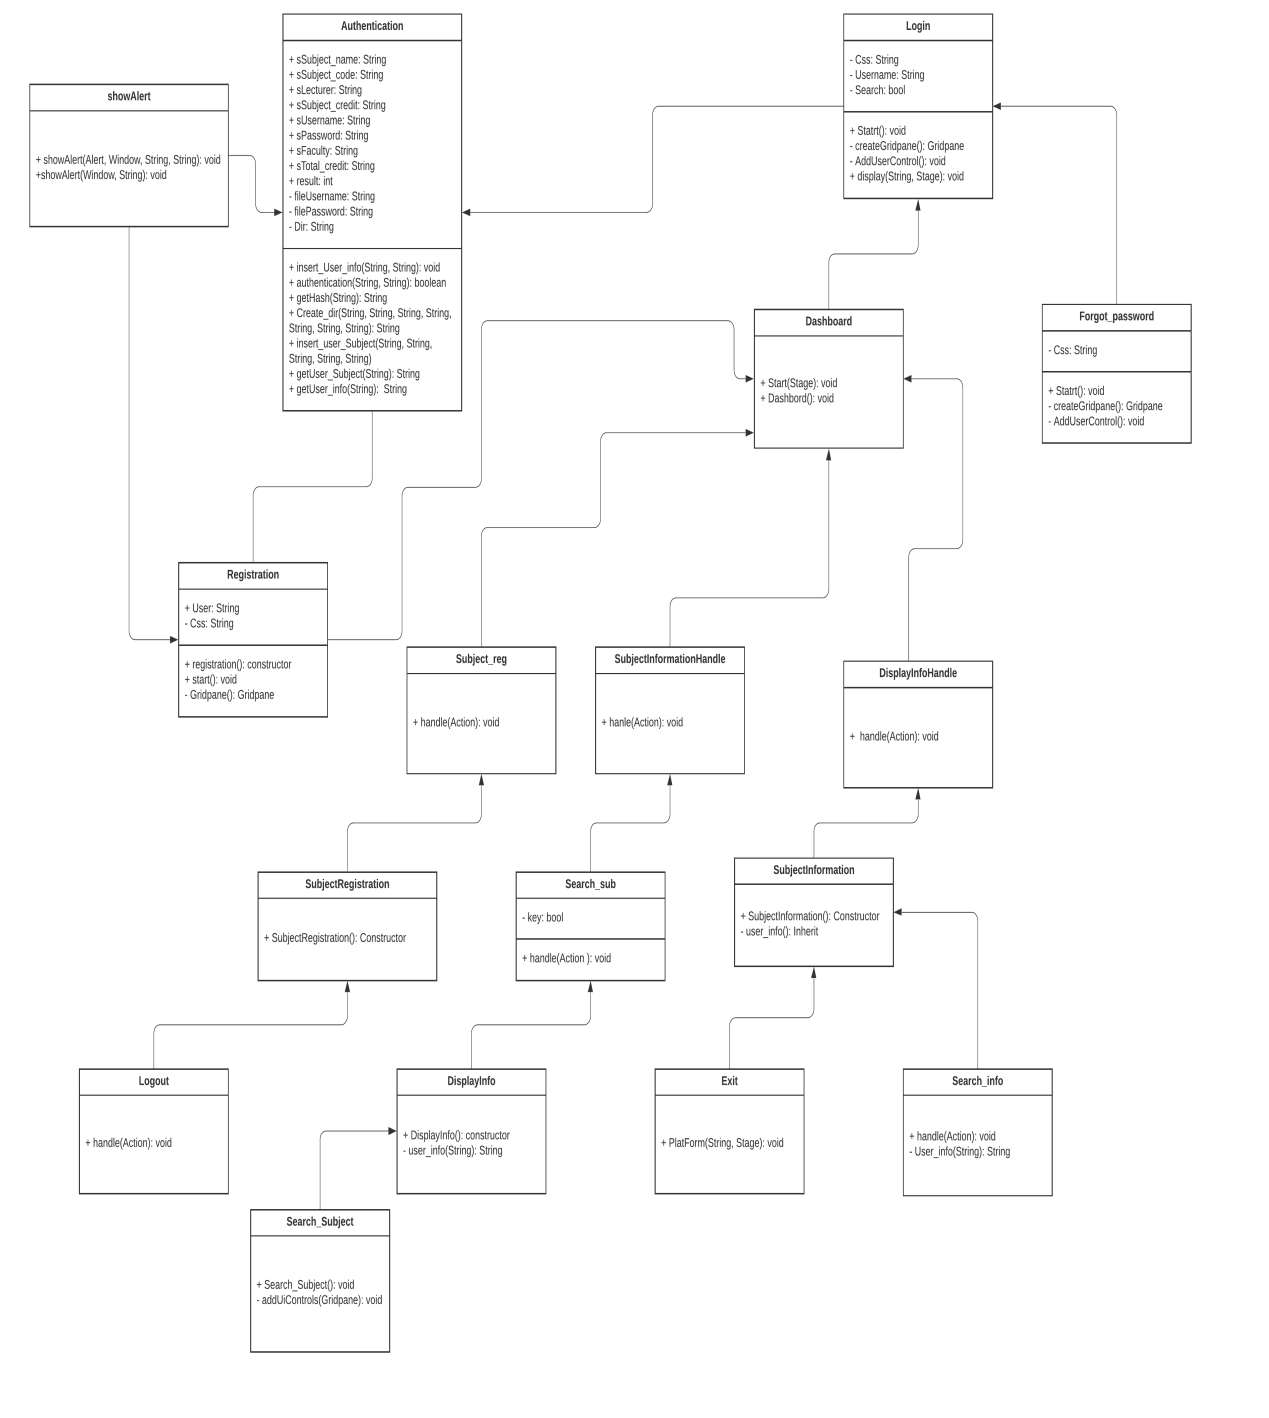 Authentication
+ sSubject_name: String
+ sSubject_code: String
+ sLecturer: String
+ sSubject_credit: String
+ sUsername: String
+ sPassword: String
+ sFaculty: String
+ sTotal_credit: String
+ result: int
- fileUsername: String
- filePassword: String
- Dir: String
+ insert_User_info(String, String): void
+ authentication(String, String): boolean
+ getHash(String): String
+ Create_dir(String, String, String, String,
String, String, String): String
+ insert_user_Subject(String, String,
String, String, String)
+ getUser_Subject(String): String
+ getUser_info(String):  String
Login
- Css: String
- Username: String
- Search: bool
+ Statrt(): void
- createGridpane(): Gridpane
- AddUserControl(): void
+ display(String, Stage): void
showAlert
+ showAlert(Alert, Window, String, String): void
+showAlert(Window, String): void
Dashboard
+ Start(Stage): void
+ Dashbord(): void
Forgot_password
- Css: String
+ Statrt(): void
- createGridpane(): Gridpane
- AddUserControl(): void
Registration
+ User: String
- Css: String
+ registration(): constructor
+ start(): void
- Gridpane(): Gridpane
Subject_reg
+ handle(Action): void
SubjectInformationHandle
+ hanle(Action): void
DisplayInfoHandle
+  handle(Action): void
SubjectRegistration
+ SubjectRegistration(): Constructor
Search_sub
- key: bool
+ handle(Action ): void
SubjectInformation
+ SubjectInformation(): Constructor
- user_info(): Inherit
Logout
+ handle(Action): void
DisplayInfo
+ DisplayInfo(): constructor
- user_info(String): String
Exit
+ PlatForm(String, Stage): void
Search_info
+ handle(Action): void
- User_info(String): String
Search_Subject
+ Search_Subject(): void
- addUiControls(Gridpane): void